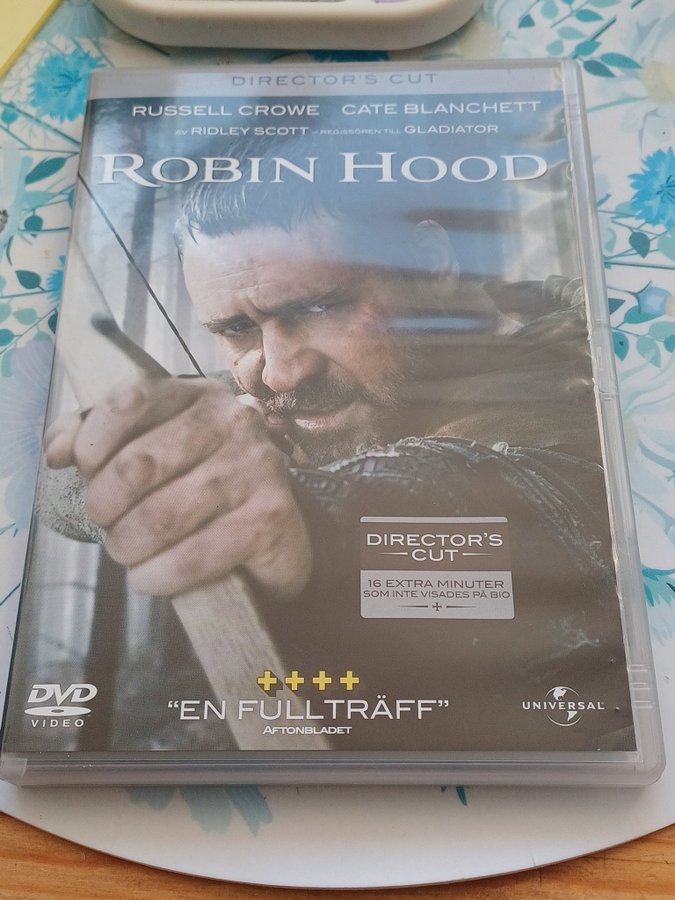 DIRECTOR'S CUT
RUSSELL CROWE CATE BLANCHETT
AV RIDLEY SCOTT – REGISSÖREN TILL GLADIATOR
ROBIN HOOD
DIRECTOR'S
CUT
16 EXTRA MINUTER
SOM INTE VISADES PÅ BIO
DVD
VIDEO
"EN FULLTRÄFF"
AFTONBLADET
UNIVERSAL